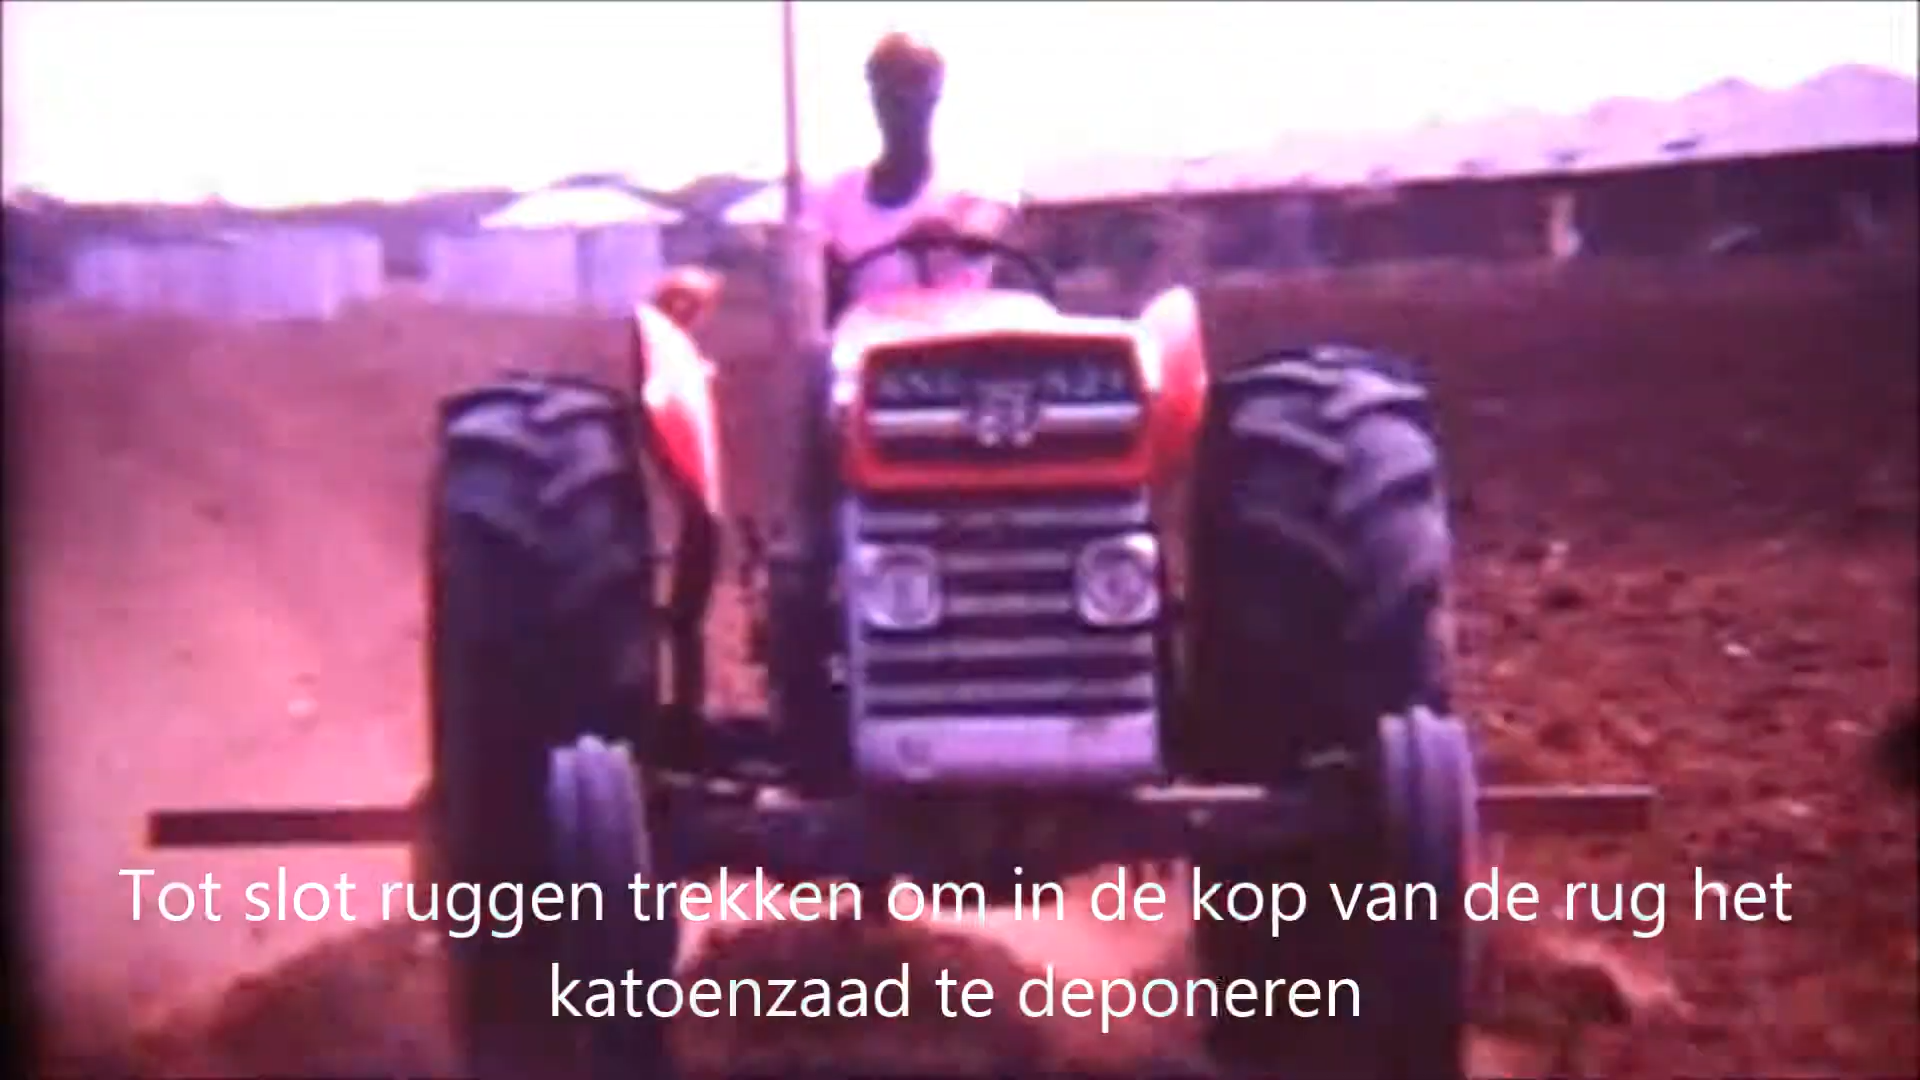 Tot slot ruggen trekken om in de kop van de rug het
katoenzaad te deponeren